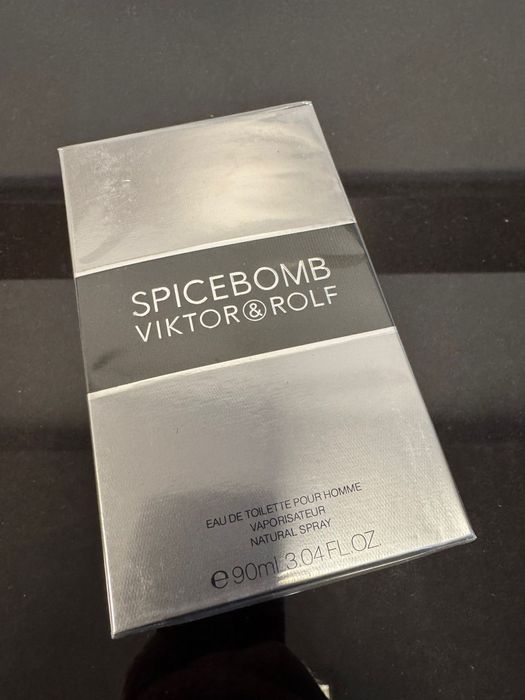 SPICEBOMB
VIKTOR&ROLF
EAU DE TOILETTE POUR HOMME
VAPORISATEUR
NATURAL SPRAY
℮90ml.3.04 FL.OZ